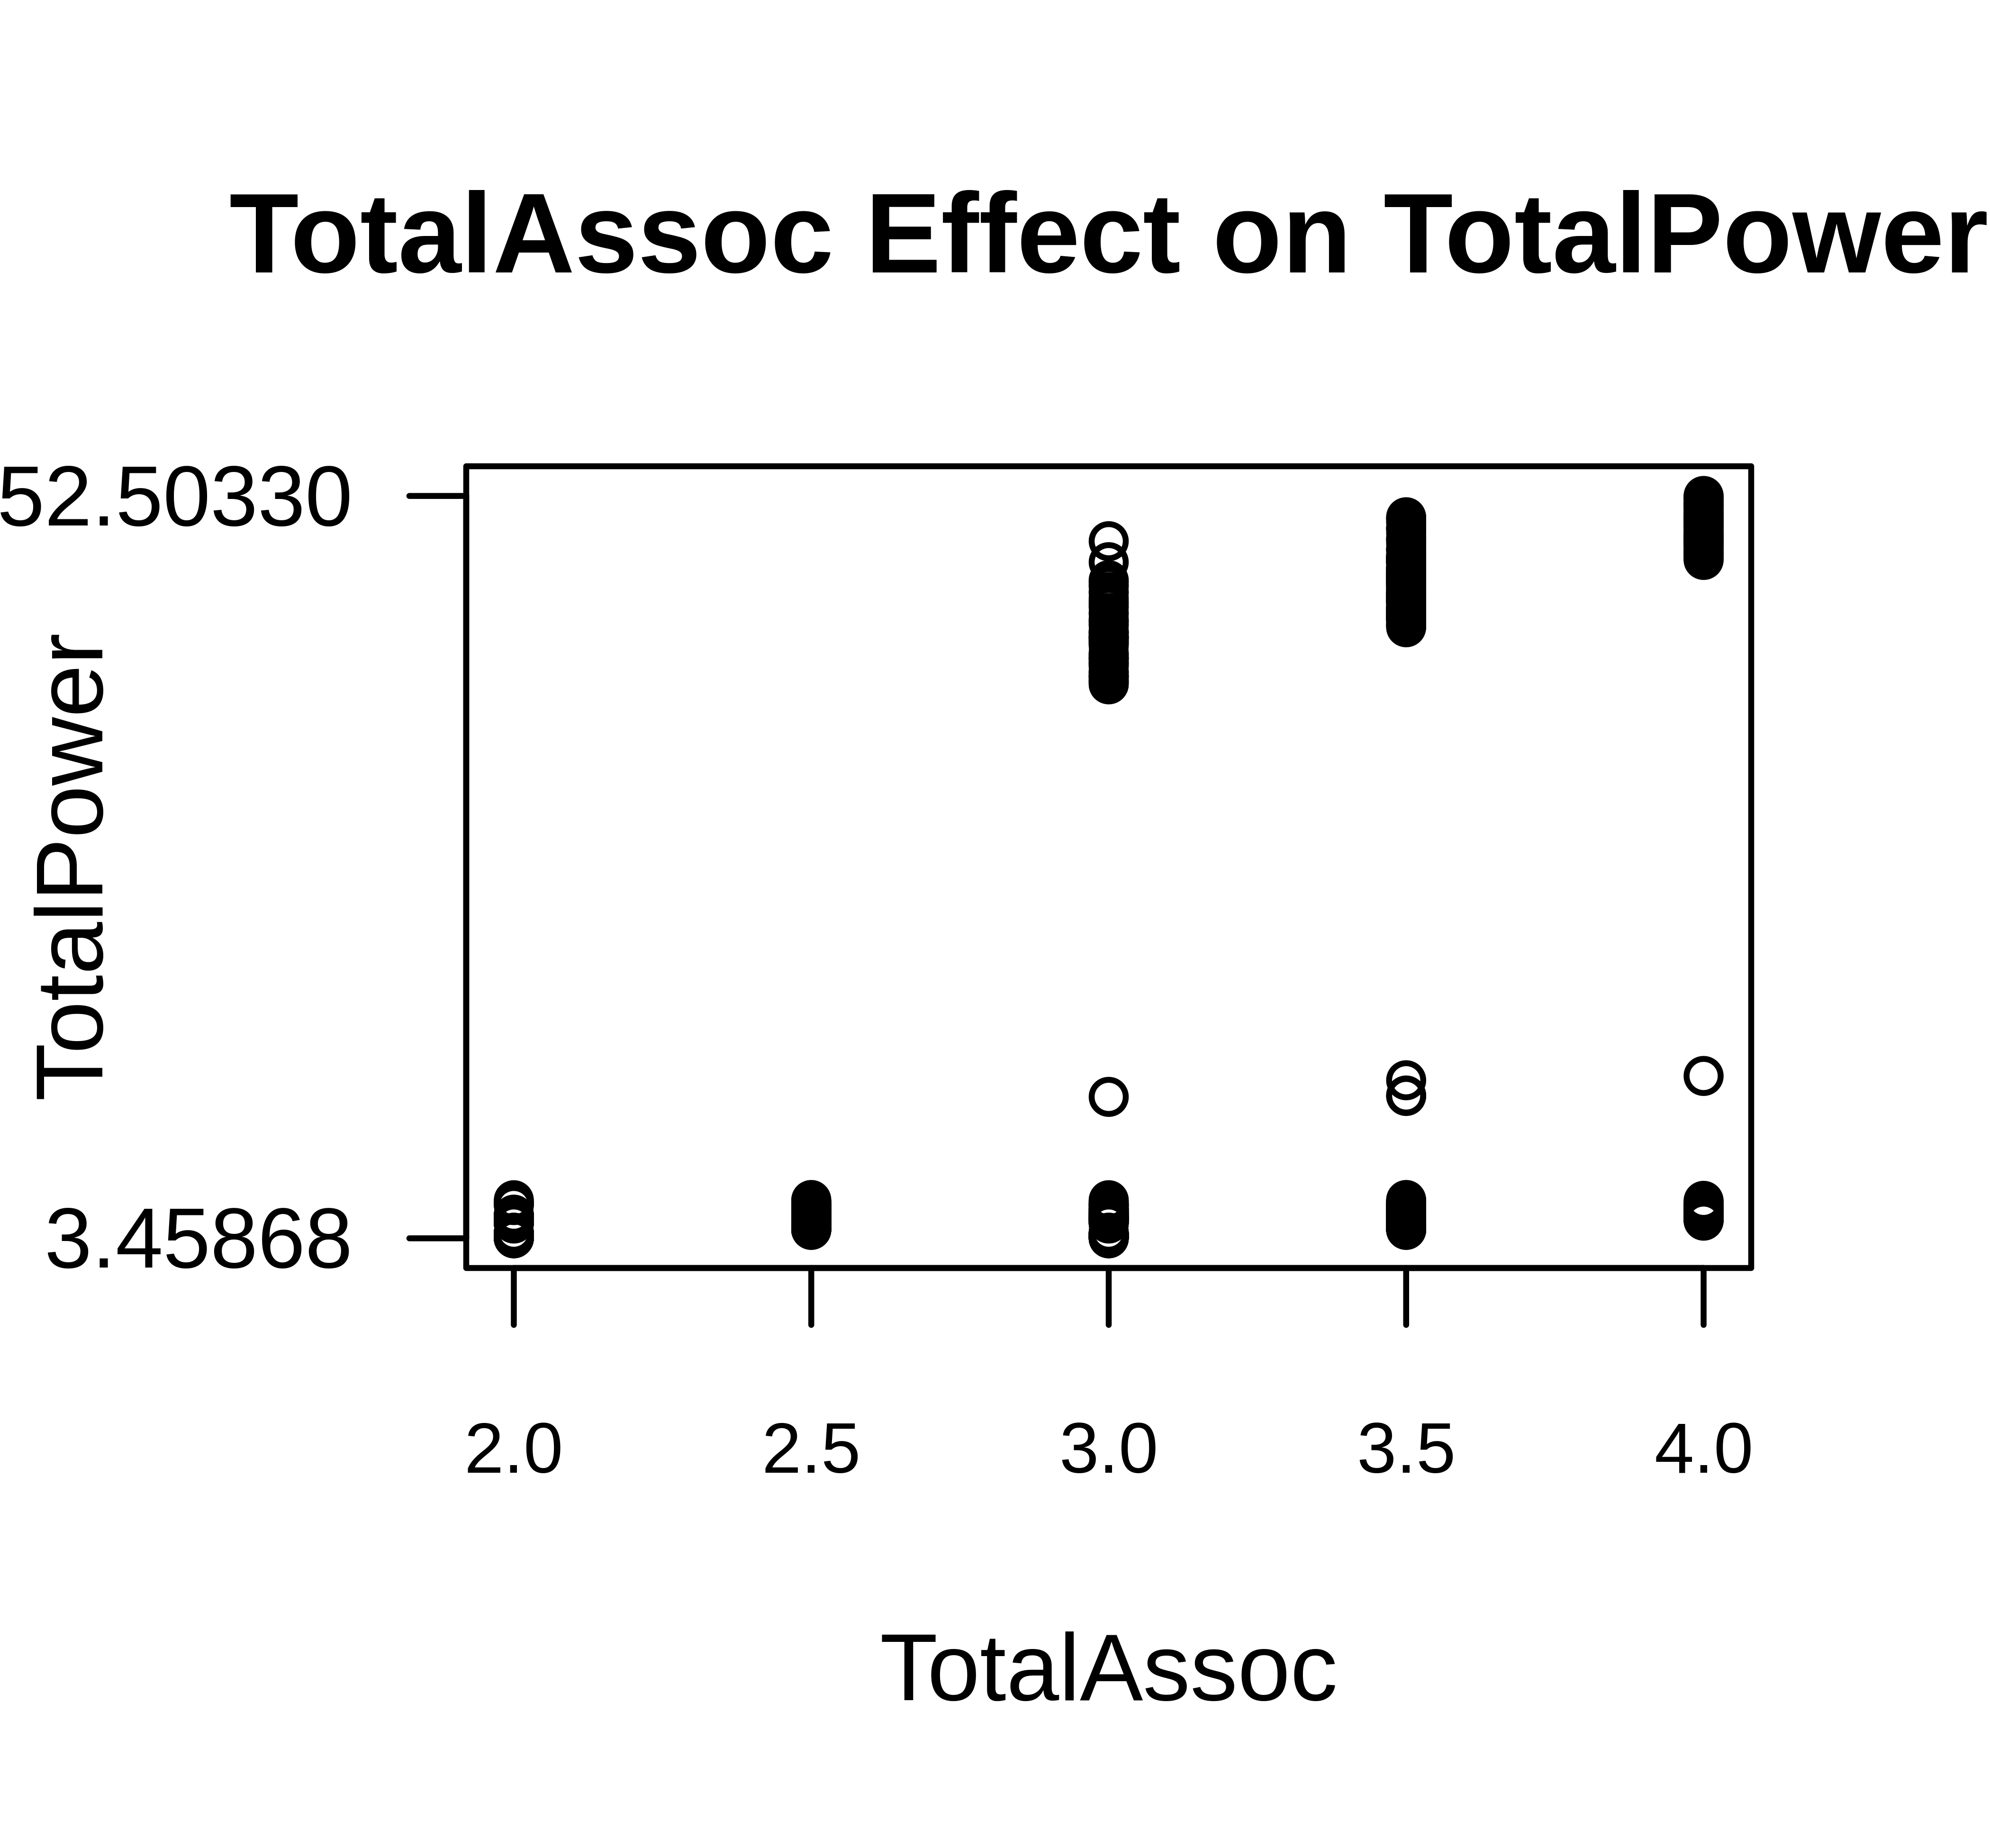 TotalAssoc Effect on TotalPower
52.50330
TotalPower
3.45868
2.0 2.5 3.0 3.5 4.0
TotalAssoc